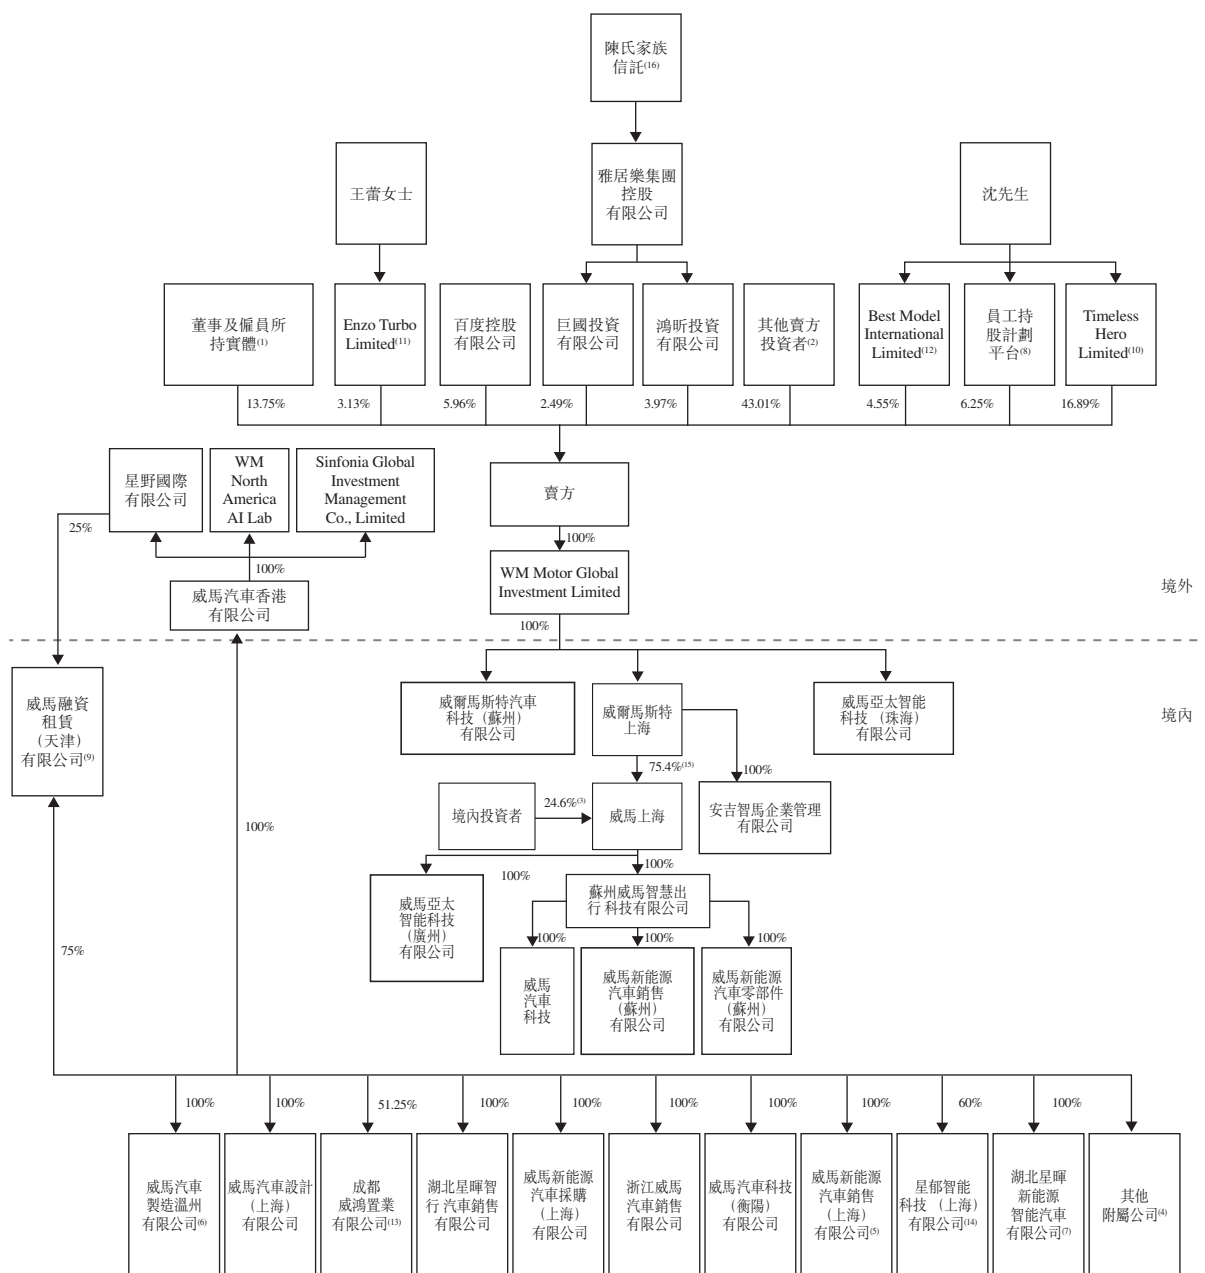 陳氏家族
信託(16)
雅居樂集團
控股
有限公司
王蕾女士
沈先生
董事及僱員所
持實體(1)
Enzo Turbo
Limited(11)
百度控股
有限公司
巨國投資
有限公司
鴻昕投資
有限公司
其他賣方
投資者(2)
Best Model
International
Limited(12)
員工持
股計劃
平台(8)
Timeless
Hero
Limited(10)
13.75%
3.13%
5.96%
2.49%
3.97%
43.01%
4.55%
6.25%
16.89%
星野國際
有限公司
WM
North
America
AI Lab
Sinfonia Global
Investment
Management
Co., Limited
賣方
25%
100%
100%
威馬汽車香港
有限公司
WM Motor Global
Investment Limited
境外
100%
威馬融資
租賃
（天津）
有限公司(9)
威爾馬斯特汽車
科技（蘇州）
有限公司
威爾馬斯特
上海
威馬亞太智能
科技（珠海）
有限公司
境內
75.4%(15)
100%
境內投資者
24.6%(3)
威馬上海
安吉智馬企業管理
有限公司
100%
100%
100%
威馬亞太
智能科技
（廣州）
有限公司
蘇州威馬智慧出
行 科技有限公司
75%
100%
100%
100%
威馬
汽車
科技
威馬新能源
汽車銷售
（蘇州）
有限公司
威馬新能源
汽車零部件
（蘇州）
有限公司
100%
100%
51.25%
100%
100%
100%
100%
100%
60%
100%
威馬汽車
製造溫州
有限公司(6)
威馬汽車設計
（上海）
有限公司
成都
威鴻置業
有限公司(13)
湖北星暉智
行 汽車銷售
有限公司
威馬新能源
汽車採購
（上海）
有限公司
浙江威馬
汽車銷售
有限公司
威馬汽車科技
（衡陽）
有限公司
威馬新能源
汽車銷售
（上海）
有限公司(5)
星郁智能
科技 （上海）
有限公司(14)
湖北星暉
新能源
智能汽車
有限公司(7)
其他
附屬公司(4)